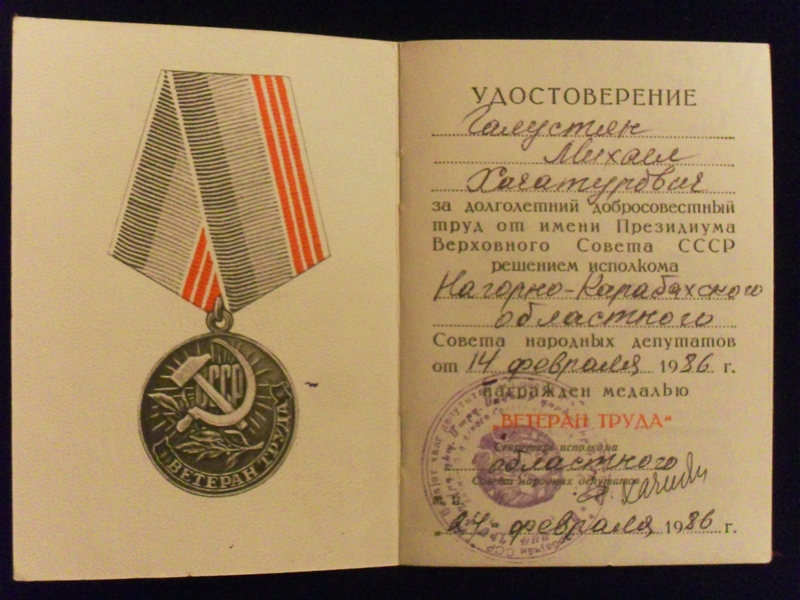 СССР
ВЕТЕРАН ТРУДА
УДОСТОВЕРЕНИЕ
Галустян
Михаил
Хачатурович
за долголетний добросовестный
труд от имени Президиума
Верховного Совета СССР
решением исполкома
Нагорно-Карабахского
областного
Совета народных депутатов
от 14 февраля 1986 г.
награжден медалью
„ВЕТЕРАН ТРУДА“
Секретарь исполкома
областного
Совета народных депутатов
„24“ февраля 1986 г.